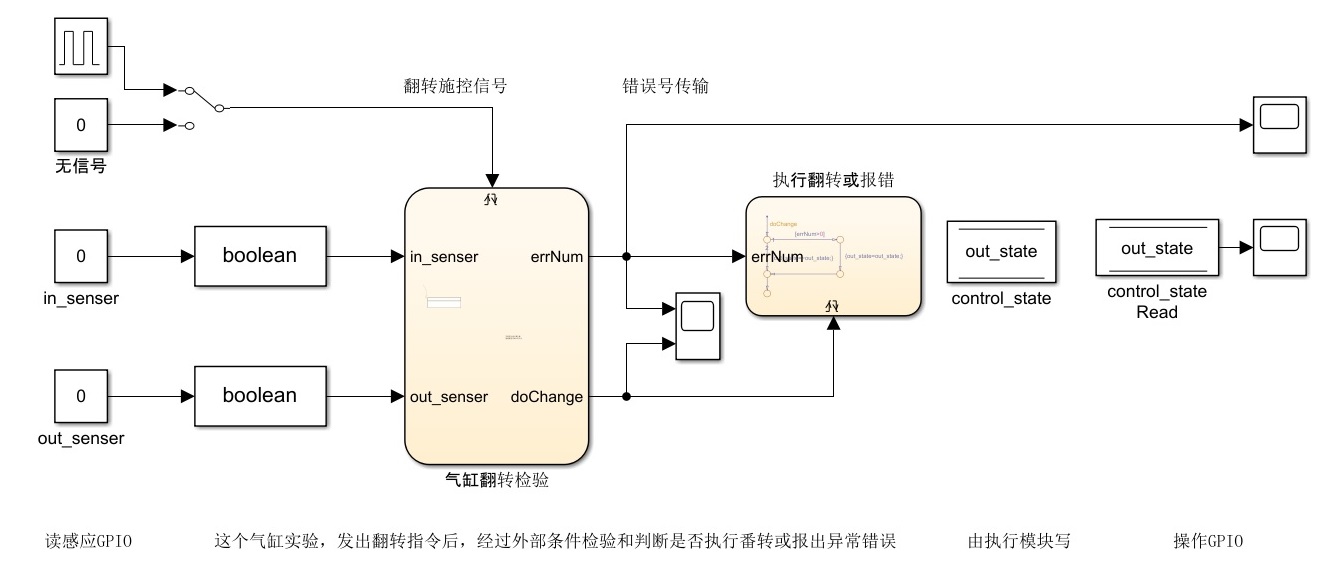 翻转施控信号
错误号传输
0
无信号
执行翻转或报错
0
in_senser
boolean
in_senser
errNum
doChange
[errNum>0]
errNum
{out_state=out_state;}
out_state
control_state
out_state
control_state
Read
0
out_senser
boolean
out_senser
doChange
气缸翻转检验
读感应GPIO
这个气缸实验，发出翻转指令后，经过外部条件检验和判断是否执行番转或报出异常错误
由执行模块写
操作GPIO